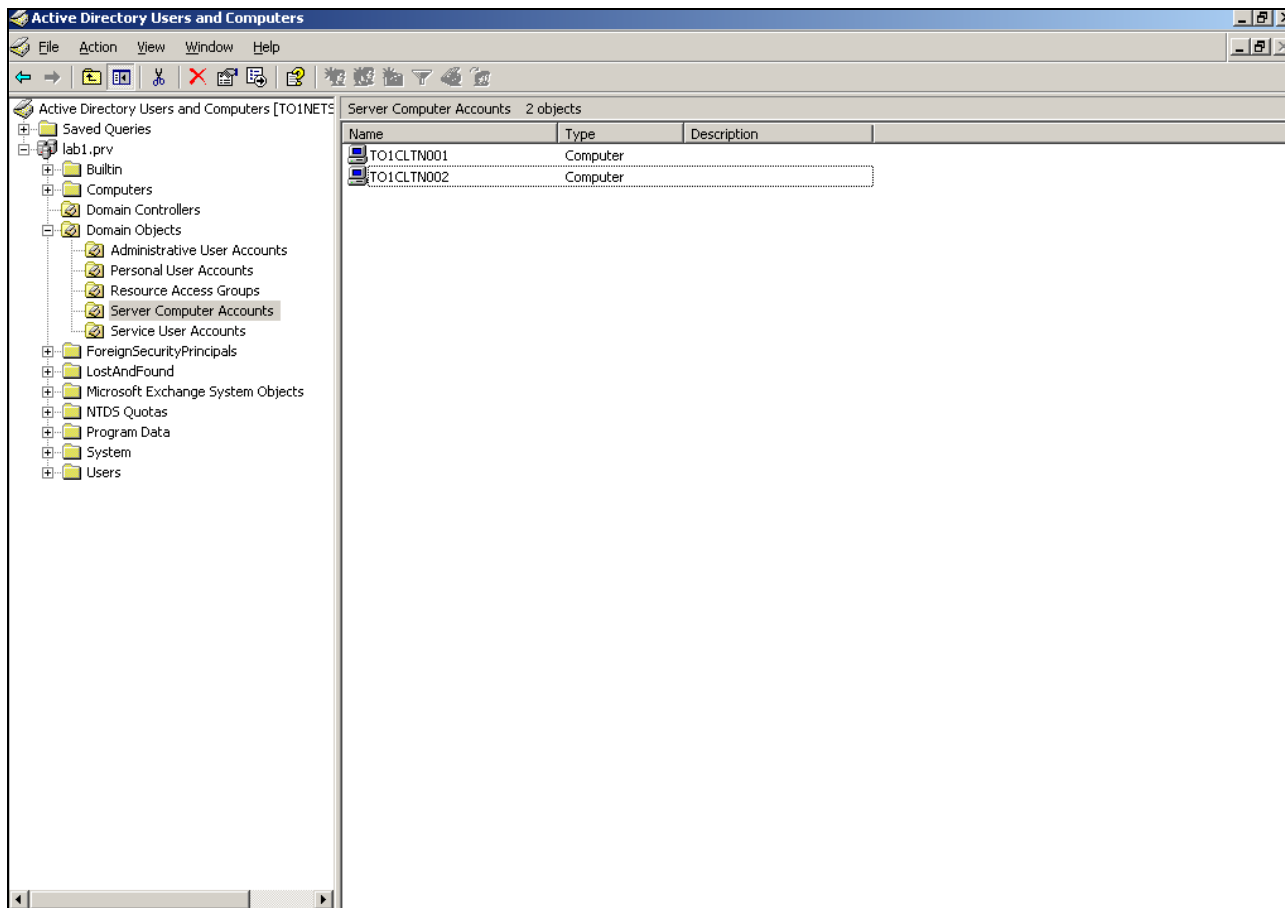 Active Directory Users and Computers
File Action View Window Help
Active Directory Users and Computers [TO1NETS
Saved Queries
lab1.prv
Builtin
Computers
Domain Controllers
Domain Objects
Administrative User Accounts
Personal User Accounts
Resource Access Groups
Server Computer Accounts
Service User Accounts
ForeignSecurityPrincipals
LostAndFound
Microsoft Exchange System Objects
NTDS Quotas
Program Data
System
Users
Server Computer Accounts 2 objects
Name Type Description
TO1CLTN001 Computer
TO1CLTN002 Computer